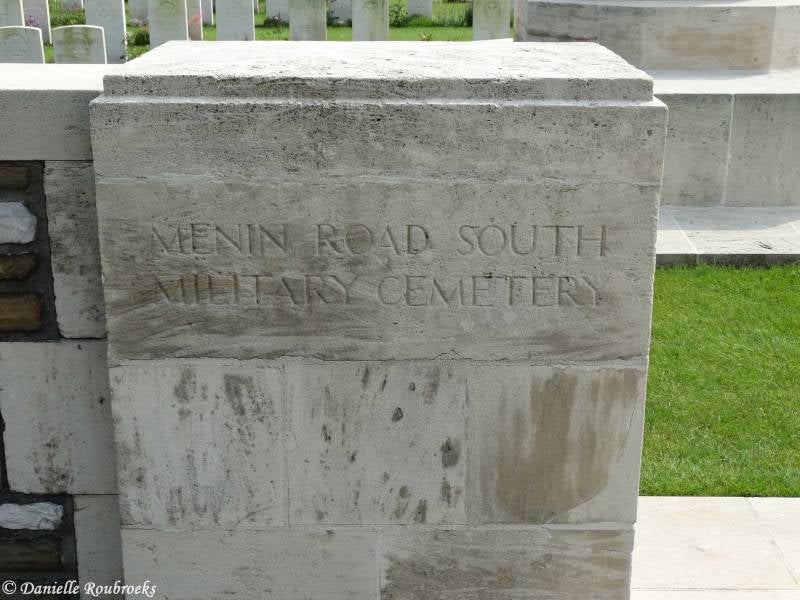 MENIN ROAD SOUTH
MILITARY CEMETERY
© Danielle Roubroeks